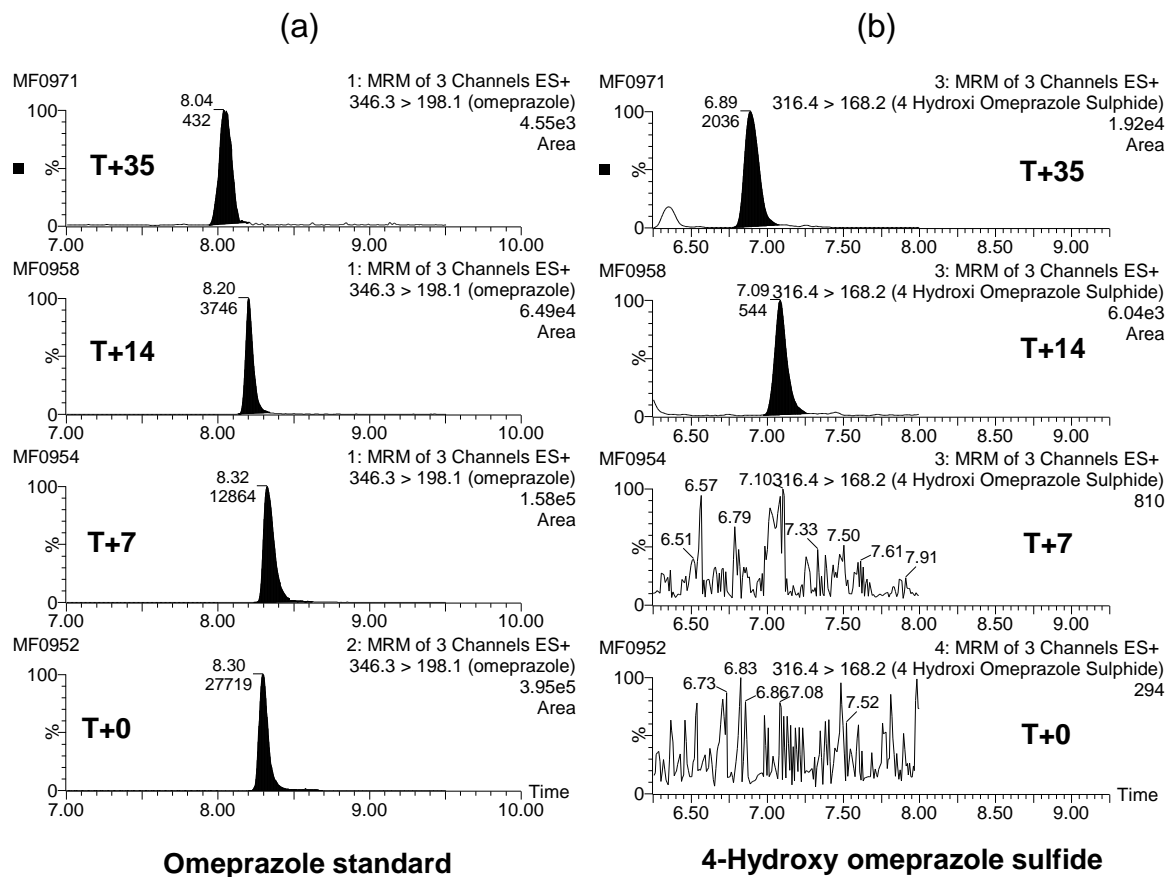 (a)
MF0971
1: MRM of 3 Channels ES+
346.3 > 198.1 (omeprazole)
4.55e3
Area
8.04
432
100
%
0
T+35
7.00 8.00 9.00 10.00
MF0958
1: MRM of 3 Channels ES+
346.3 > 198.1 (omeprazole)
6.49e4
Area
8.20
3746
100
%
0
T+14
7.00 8.00 9.00 10.00
MF0954
1: MRM of 3 Channels ES+
346.3 > 198.1 (omeprazole)
1.58e5
Area
8.32
12864
100
%
0
T+7
7.00 8.00 9.00 10.00
MF0952
2: MRM of 3 Channels ES+
346.3 > 198.1 (omeprazole)
3.95e5
Area
8.30
27719
100
%
0
T+0
Time
7.00 8.00 9.00 10.00
Omeprazole standard
(b)
MF0971
3: MRM of 3 Channels ES+
316.4 > 168.2 (4 Hydroxi Omeprazole Sulphide)
1.92e4
Area
6.89
2036
100
%
0
T+35
6.50 7.00 7.50 8.00 8.50 9.00
MF0958
3: MRM of 3 Channels ES+
316.4 > 168.2 (4 Hydroxi Omeprazole Sulphide)
6.04e3
Area
7.09
544
100
%
0
T+14
6.50 7.00 7.50 8.00 8.50 9.00
MF0954
3: MRM of 3 Channels ES+
316.4 > 168.2 (4 Hydroxi Omeprazole Sulphide)
810
100
%
0
6.51
6.57
6.79
7.10
7.33
7.50
7.61
7.91
T+7
6.50 7.00 7.50 8.00 8.50 9.00
MF0952
4: MRM of 3 Channels ES+
316.4 > 168.2 (4 Hydroxi Omeprazole Sulphide)
294
100
%
0
6.73
6.83
6.86
7.08
7.52
T+0
Time
6.50 7.00 7.50 8.00 8.50 9.00
4-Hydroxy omeprazole sulfide